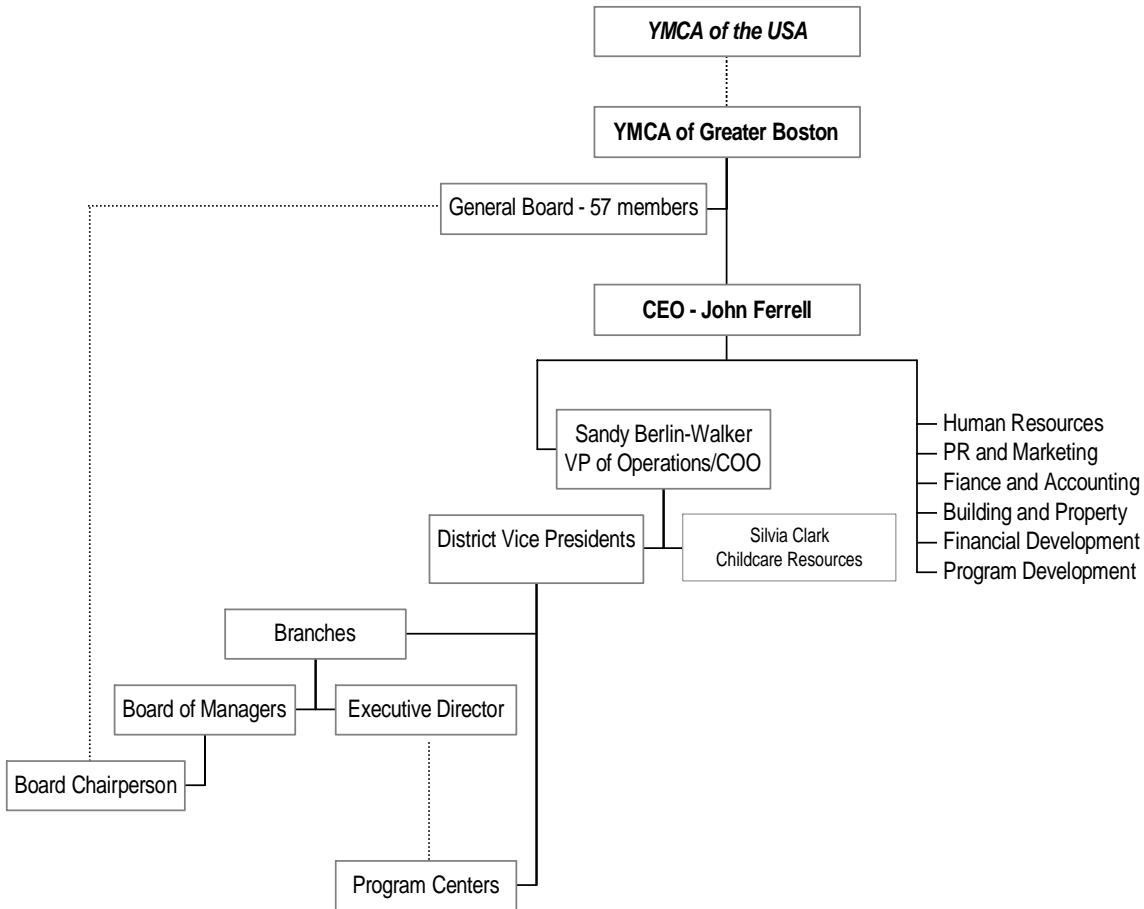 YMCA of the USA
YMCA of Greater Boston
General Board - 57 members
CEO - John Ferrell
Sandy Berlin-Walker
VP of Operations/COO
Human Resources
PR and Marketing
Fiance and Accounting
Building and Property
Financial Development
Program Development
District Vice Presidents
Silvia Clark
Childcare Resources
Branches
Board of Managers
Executive Director
Board Chairperson
Program Centers